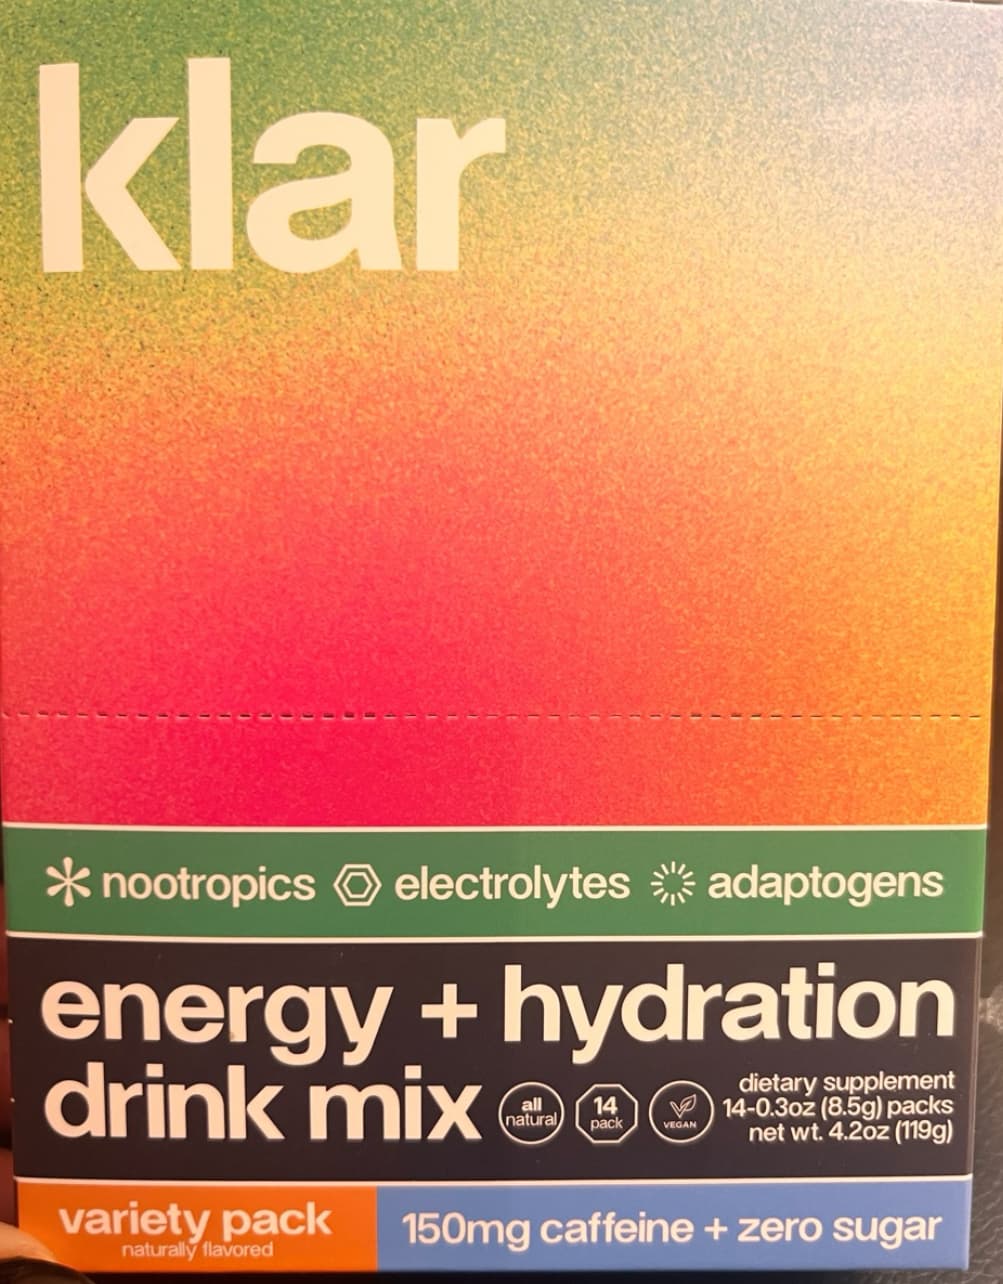 klar
nootropics electrolytes adaptogens
energy + hydration
drink mix
all
natural
14
pack
VEGAN
dietary supplement
14-0.3oz (8.5g) packs
net wt. 4.2oz (119g)
variety pack
naturally flavored
150mg caffeine + zero sugar